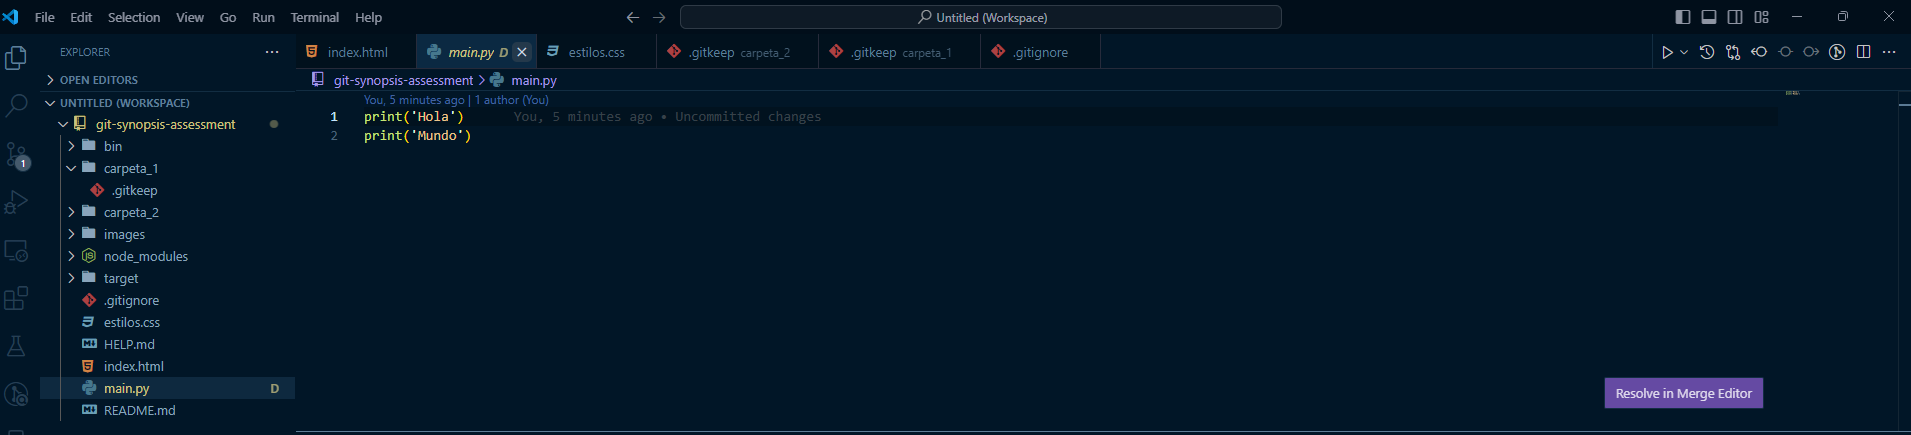 File Edit Selection View Go Run Terminal Help
Untitled (Workspace)
EXPLORER
index.html
main.py D
estilos.css
.gitkeep carpeta_2
.gitkeep carpeta_1
.gitignore
OPEN EDITORS
UNTITLED (WORKSPACE)
git-synopsis-assessment
bin
carpeta_1
.gitkeep
carpeta_2
images
node_modules
target
.gitignore
estilos.css
HELP.md
index.html
main.py D
README.md
1
git-synopsis-assessment > main.py
You, 5 minutes ago | 1 author (You)
1 print('Hola') You, 5 minutes ago • Uncommitted changes
2 print('Mundo')
Resolve in Merge Editor